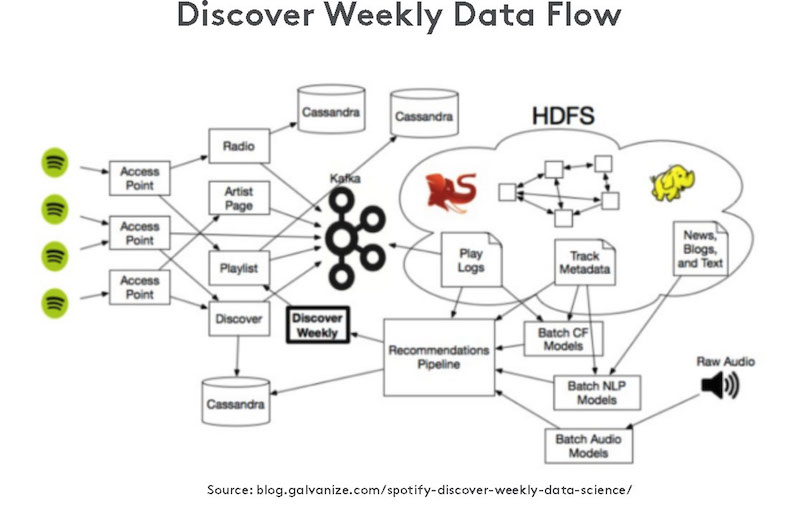 Discover Weekly Data Flow
Cassandra
Cassandra
HDFS
Radio
Kafka
Access
Point
Artist
Page
Access
Point
Playlist
Access
Point
Discover
Discover
Weekly
Play
Logs
Track
Metadata
News,
Blogs,
and Text
Recommendations
Pipeline
Batch CF
Models
Batch NLP
Models
Raw Audio
Batch Audio
Models
Cassandra
Source: blog.galvanize.com/spotify-discover-weekly-data-science/